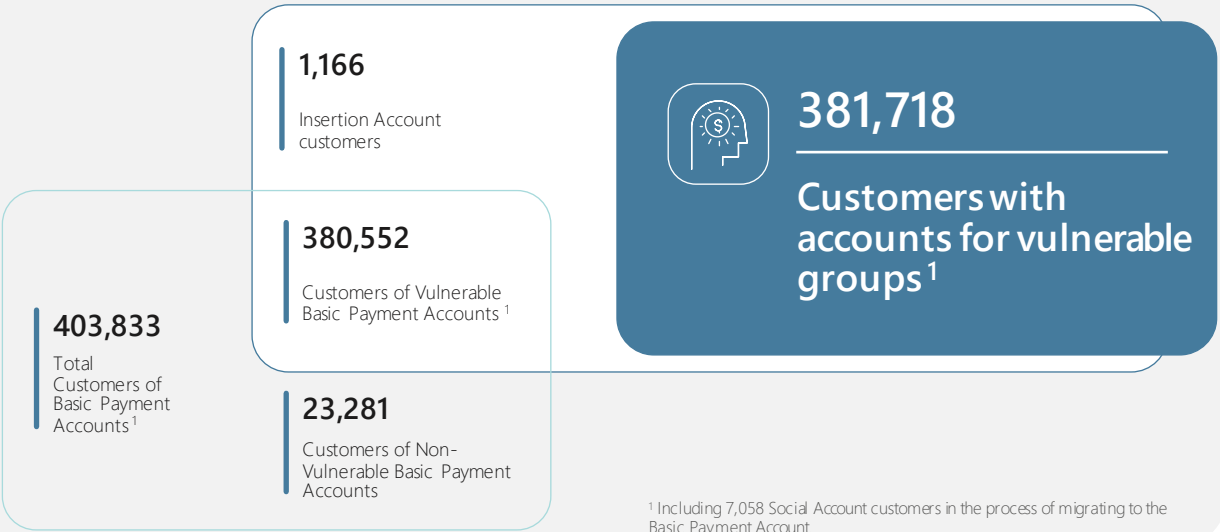 1,166
Insertion Account
customers
381,718
Customers with
accounts for vulnerable
groups 1
380,552
Customers of Vulnerable
Basic Payment Accounts 1
403,833
Total
Customers of
Basic Payment
Accounts 1
23,281
Customers of Non-
Vulnerable Basic Payment
Accounts
1 Including 7,058 Social Account customers in the process of migrating to the
Basic Payment Account